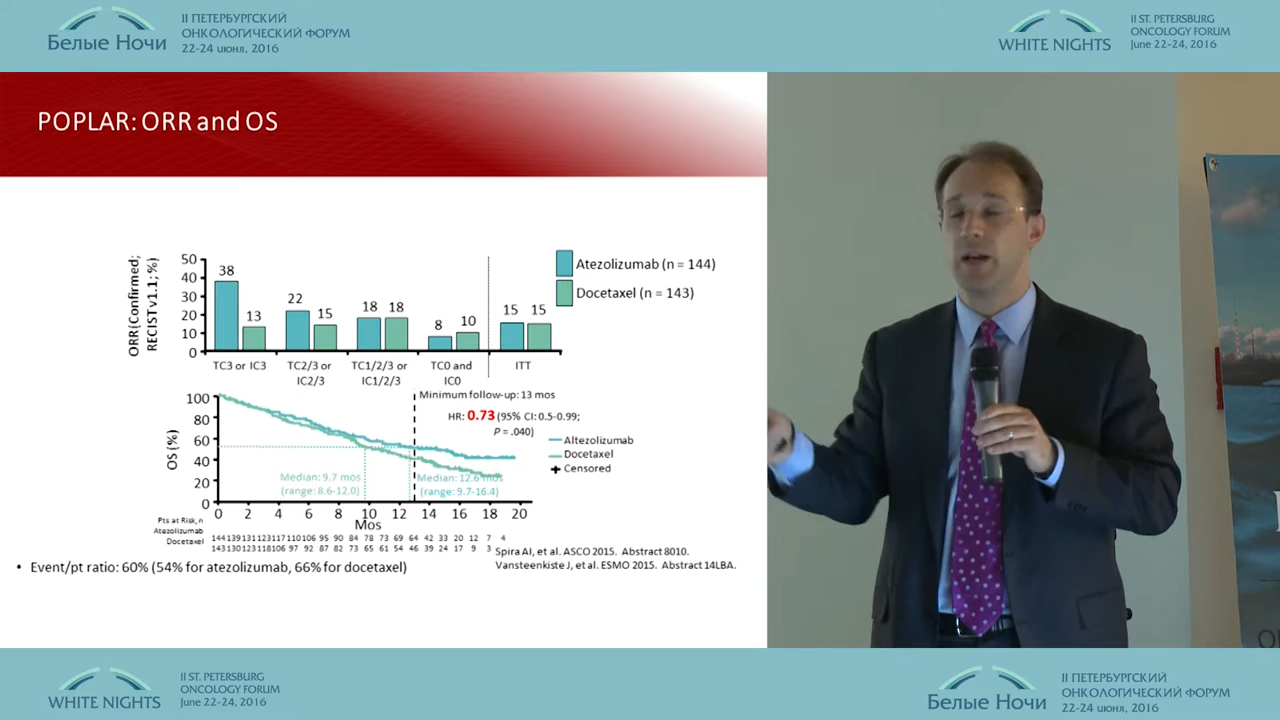 II ПЕТЕРБУРГСКИЙ
ОНКОЛОГИЧЕСКИЙ ФОРУМ
22-24 июня, 2016
Белые Ночи
WHITE NIGHTS
II ST. PETERSBURG
ONCOLOGY FORUM
June 22-24, 2016
POPLAR: ORR and OS
ORR (Confirmed;
RECIST v1.1; %)
50
40
30
20
10
0
38
13
22
15
18
18
8
10
15
15
TC3 or IC3
TC2/3 or
IC2/3
TC1/2/3 or
IC1/2/3
TC0 and
IC0
ITT
Atezolizumab (n = 144)
Docetaxel (n = 143)
Minimum follow-up: 13 mos
HR: 0.73 (95% CI: 0.5-0.99;
P = .040)
OS (%)
100
80
60
40
20
0
Altezolizumab
Docetaxel
Censored
Median: 9.7 mos
(range: 8.6-12.0)
Median: 12.6 mos
(range: 9.7-16.4)
0 2 4 6 8 10 12 14 16 18 20
Mos
Pts at Risk, n
Atezolizumab
144 139 131 123 117 110 106 95 90 84 78 73 69 64 42 33 20 12 7 4
Docetaxel
143 130 123 118 106 97 92 87 82 73 65 61 54 46 39 24 17 9 3
Spira AI, et al. ASCO 2015. Abstract 8010.
Vansteenkiste J, et al. ESMO 2015. Abstract 14LBA.
• Event/pt ratio: 60% (54% for atezolizumab, 66% for docetaxel)
WHITE NIGHTS
II ST. PETERSBURG
ONCOLOGY FORUM
June 22-24, 2016
Белые Ночи
II ПЕТЕРБУРГСКИЙ
ОНКОЛОГИЧЕСКИЙ ФОРУМ
22-24 июня, 2016